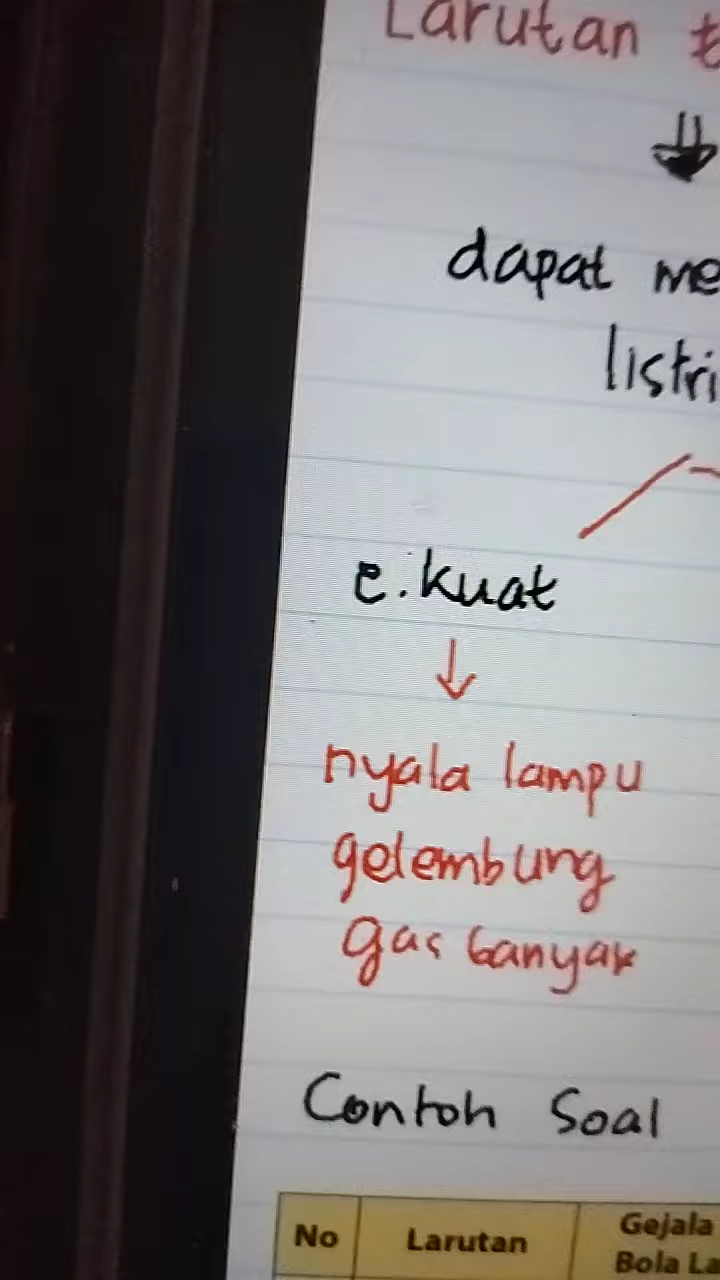 Larutan
dapat me
listri
e.kuat
nyala lampu
gelembung
gas banyak
Contoh Soal
No Larutan Gejala
Bola La